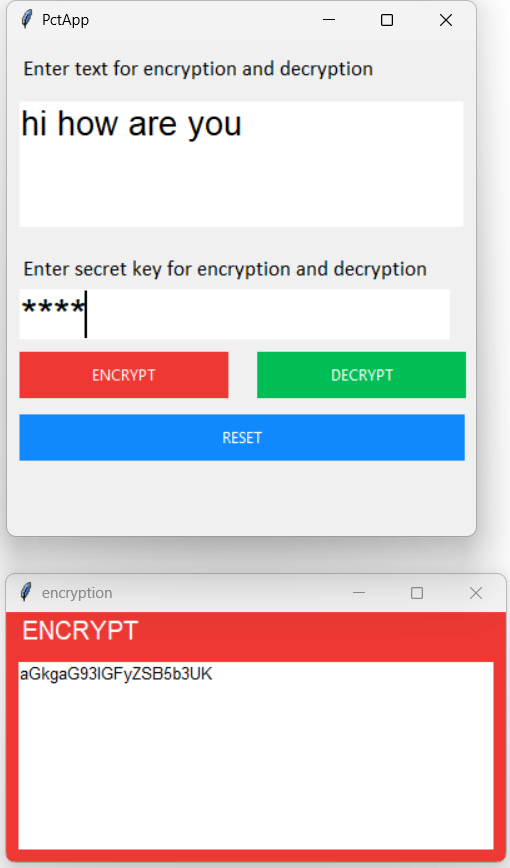 PctApp
Enter text for encryption and decryption
hi how are you
Enter secret key for encryption and decryption
****
ENCRYPT DECRYPT
RESET
encryption
ENCRYPT
aGkgaG93IGFyZSB5b3UK